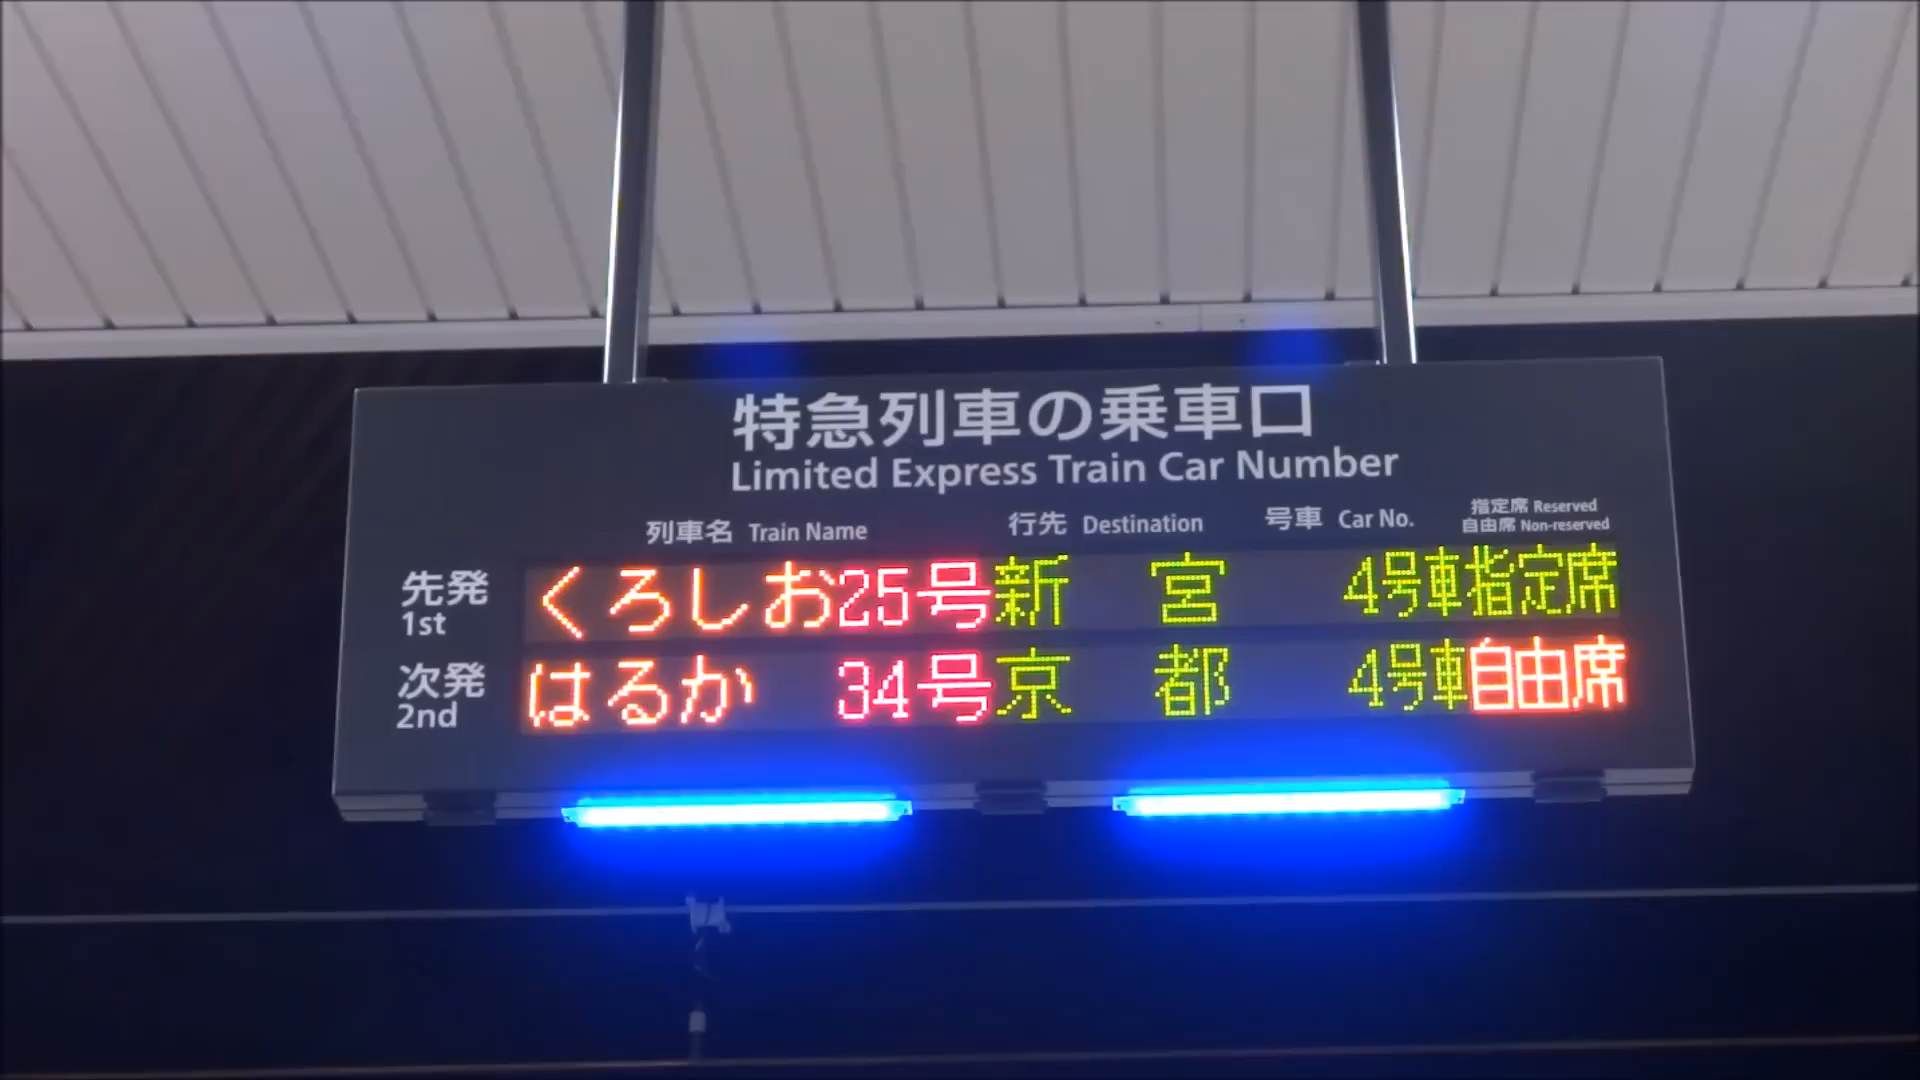 特急列車の乗車口
Limited Express Train Car Number
列車名 Train Name 行先 Destination 号車 Car No. 指定席 Reserved
自由席 Non-reserved
先発 くろしお25号 新宮 4号車指定席
1st
次発 はるか 34号 京都 4号車自由席
2nd